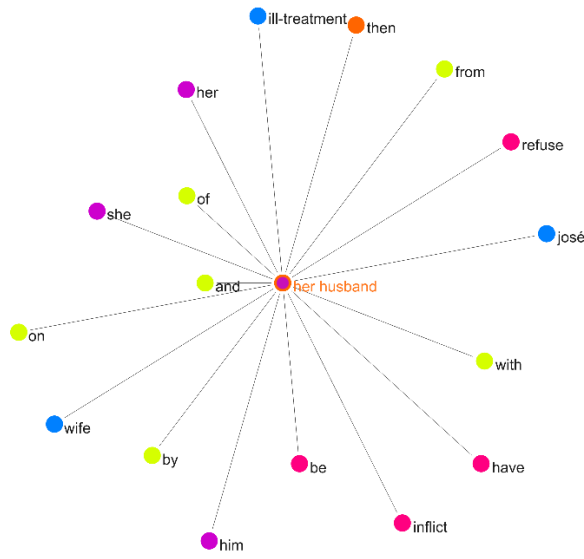 ill-treatment
then
from
her
refuse
of
she
josé
and
her husband
on
with
wife
by
be
have
inflict
him